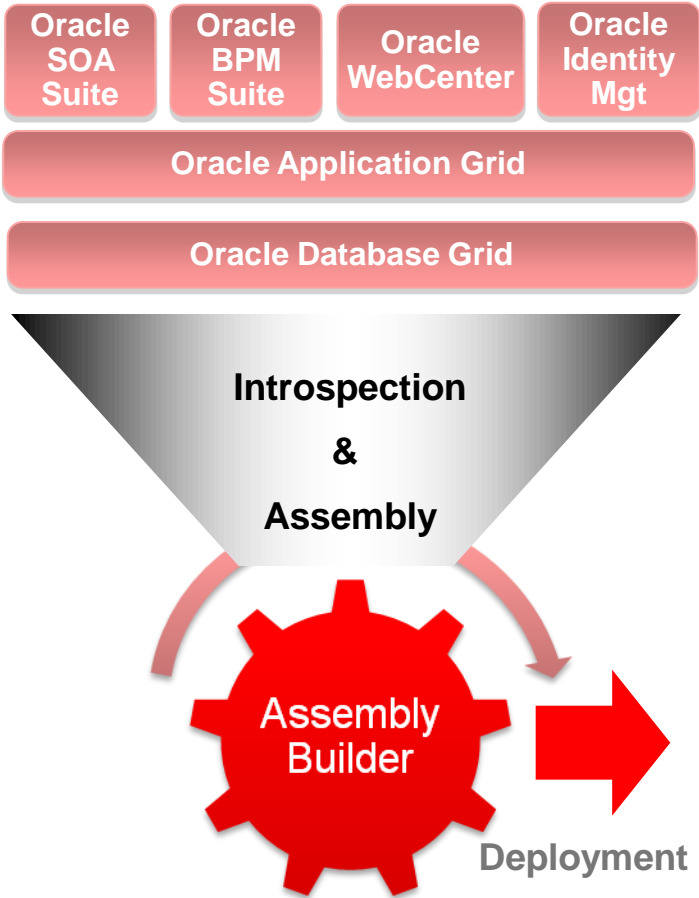 Oracle
SOA
Suite
Oracle
BPM
Suite
Oracle
WebCenter
Oracle
Identity
Mgt
Oracle Application Grid
Oracle Database Grid
Introspection
&
Assembly
Assembly
Builder
Deployment